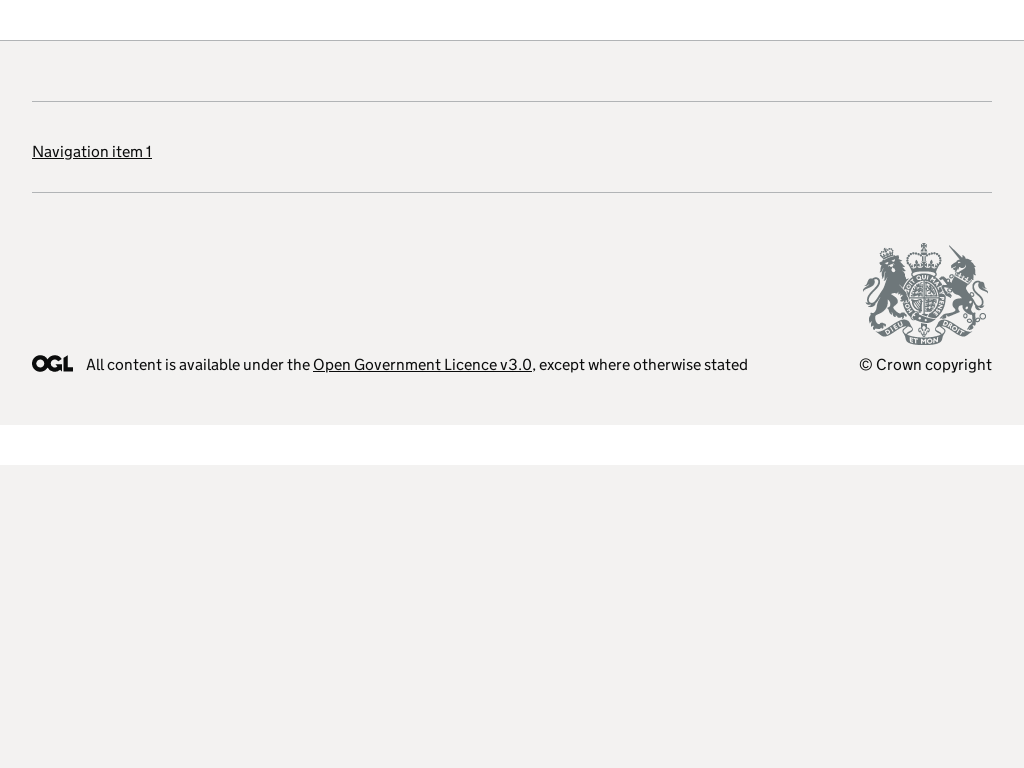 Navigation item 1
DIEU ET MON DROIT
OGL All content is available under the Open Government Licence v3.0, except where otherwise stated
© Crown copyright